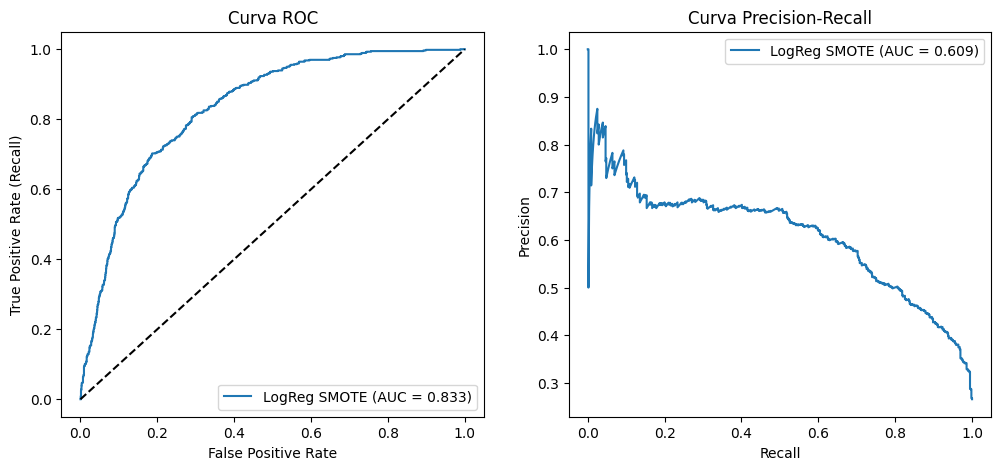 Curva ROC
True Positive Rate (Recall)
1.0
0.8
0.6
0.4
0.2
0.0
LogReg SMOTE (AUC = 0.833)
0.0 0.2 0.4 0.6 0.8 1.0
False Positive Rate
Curva Precision-Recall
Precision
1.0
0.9
0.8
0.7
0.6
0.5
0.4
0.3
LogReg SMOTE (AUC = 0.609)
0.0 0.2 0.4 0.6 0.8 1.0
Recall